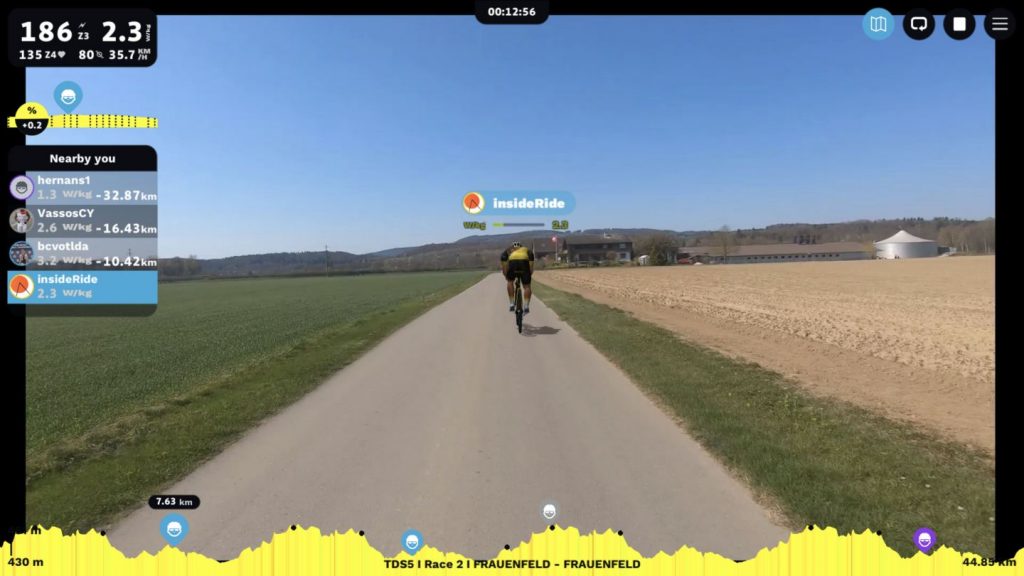 00:12:56
186 Z3 2.3 W/kg
135 Z4 80 35.7 KM/H
%
+0.2
Nearby you
hernans1
1.3 W/kg -32.87km
VassosCY
2.6 W/kg -16.43km
bcvotlda
3.2 W/kg -10.42km
insideRide
2.3 W/kg
insideRide
W/kg 2.3
7.63 km
430 m
TDS5 I Race 2 I FRAUENFELD - FRAUENFELD
44.85 km